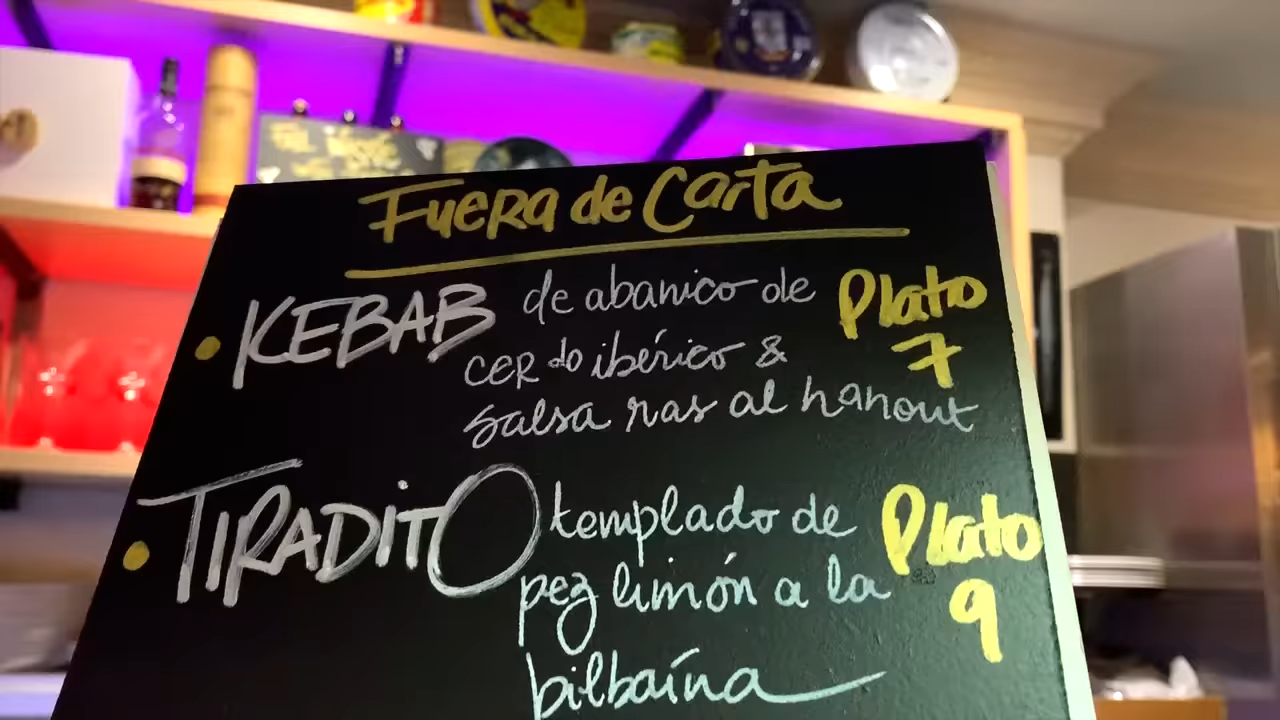 Fuera de Carta
KEBAB de abanico de Plato
cerdo ibérico & 7
salsa ras al hanout
TIRADITO templado de Plato
pez limón a la 9
bilbaína